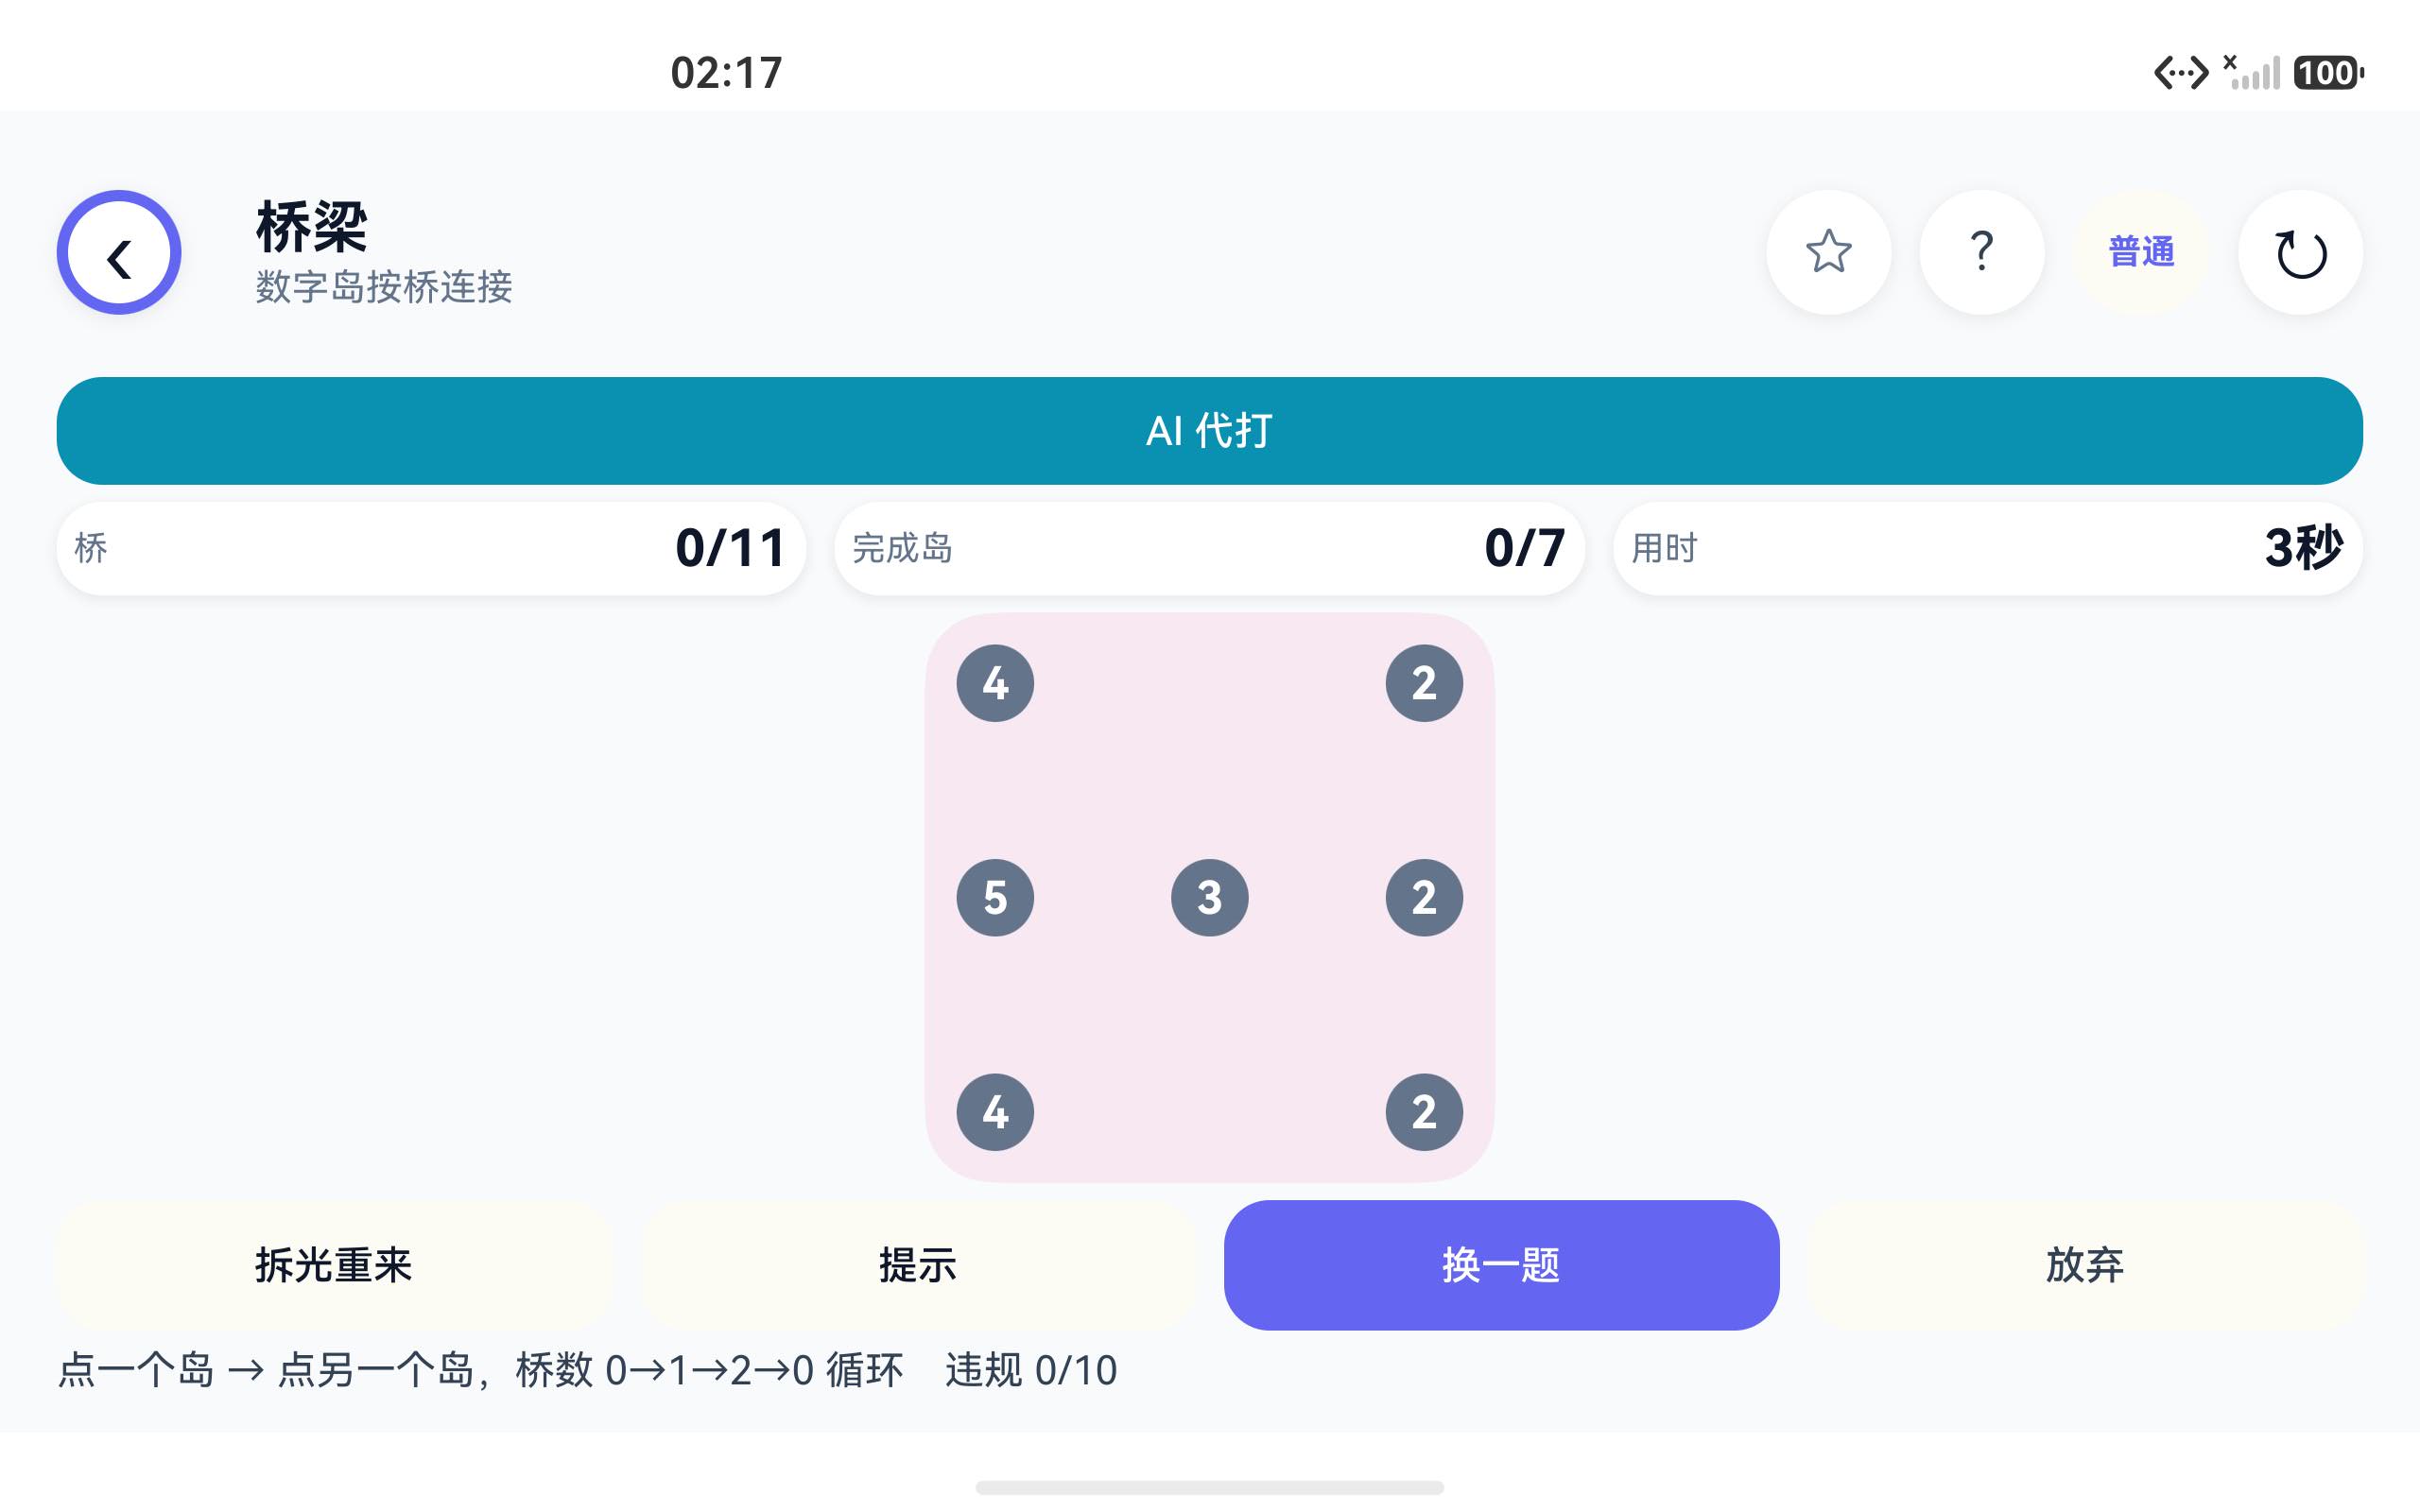 02:17
100
桥梁
数字岛按桥连接
?
普通
AI 代打
桥 0/11
完成岛 0/7
用时 3秒
4 2
5 3 2
4 2
拆光重来
提示
换一题
放弃
点一个岛 → 点另一个岛，桥数 0→1→2→0 循环 违规 0/10